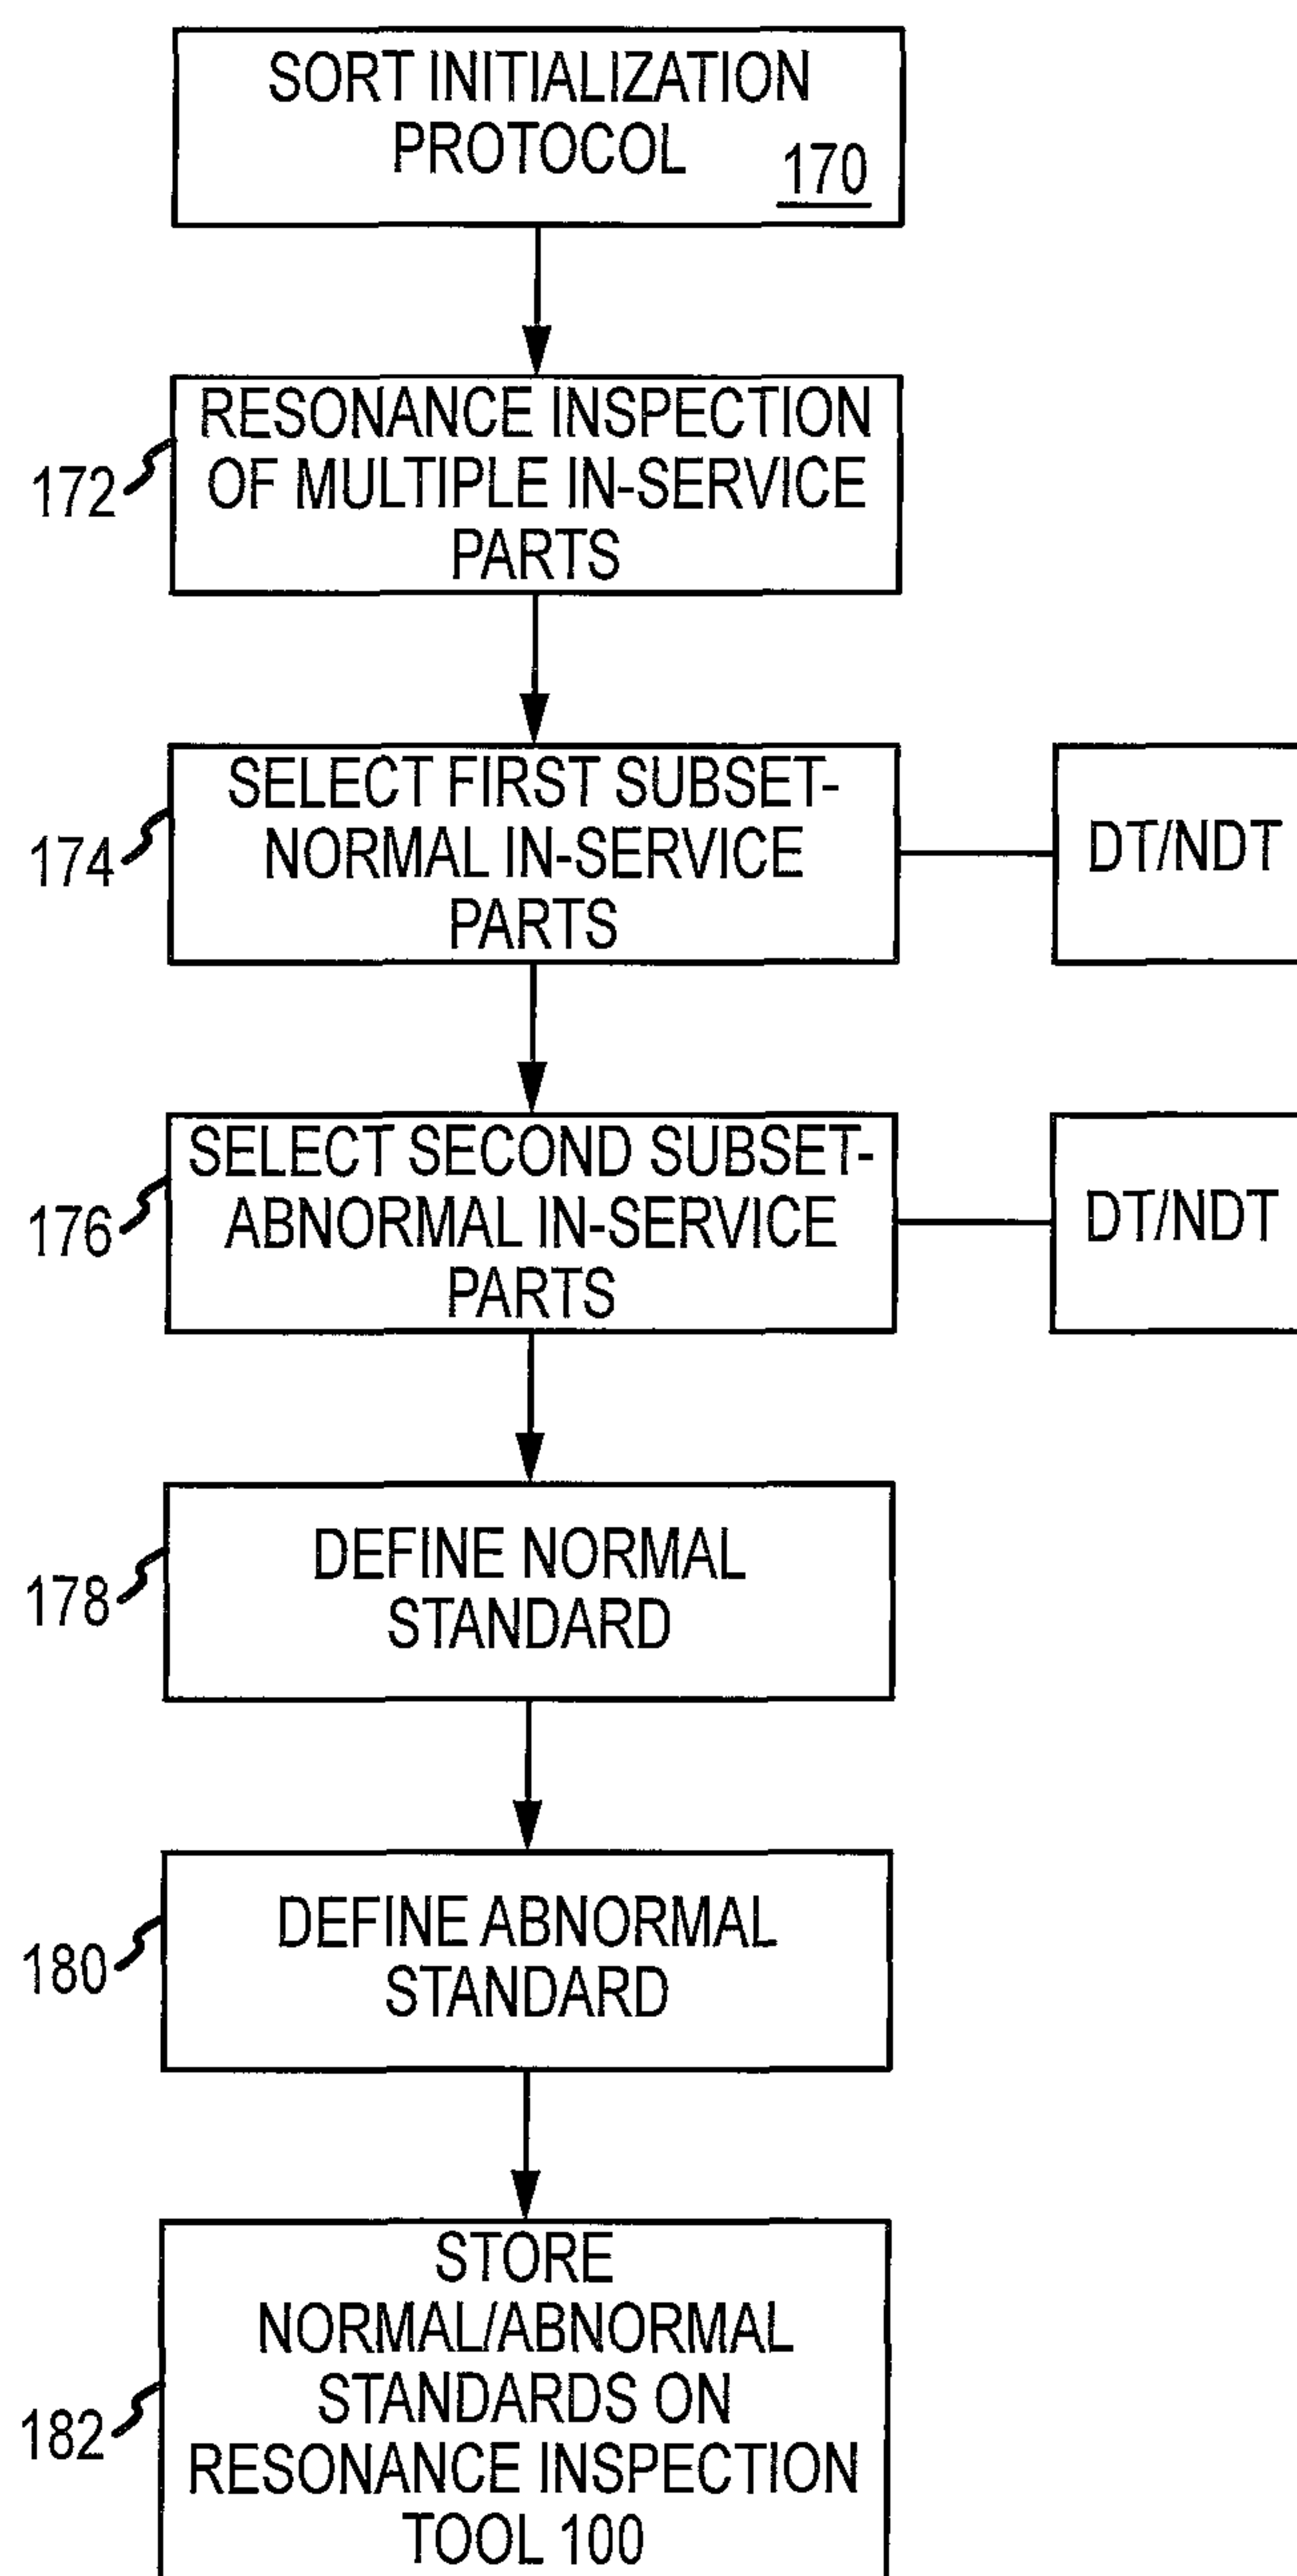 SORT INITIALIZATION
PROTOCOL
170
RESONANCE INSPECTION
OF MULTIPLE IN-SERVICE
PARTS
172
SELECT FIRST SUBSET-
NORMAL IN-SERVICE
PARTS
174
DT/NDT
SELECT SECOND SUBSET-
ABNORMAL IN-SERVICE
PARTS
176
DT/NDT
DEFINE NORMAL
STANDARD
178
DEFINE ABNORMAL
STANDARD
180
STORE
NORMAL/ABNORMAL
STANDARDS ON
RESONANCE INSPECTION
TOOL 100
182